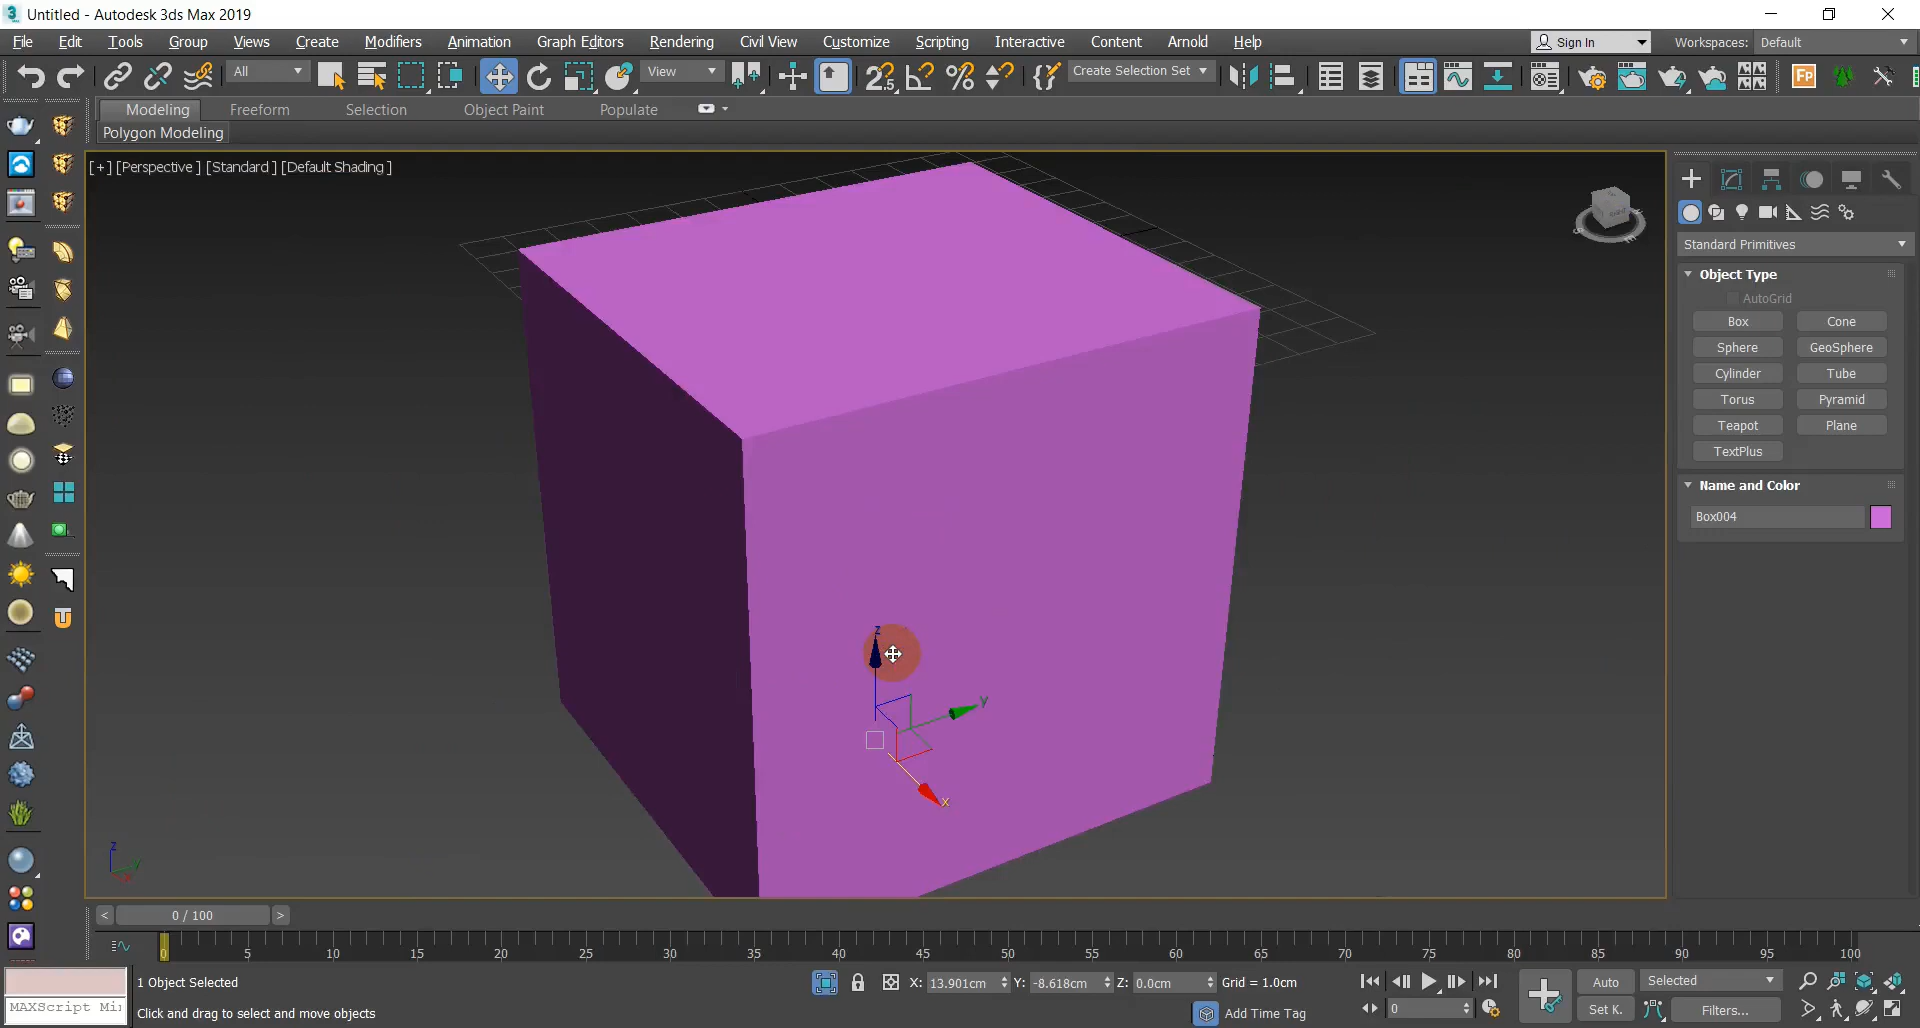 Untitled - Autodesk 3ds Max 2019
File Edit Tools Group Views Create Modifiers Animation Graph Editors Rendering Civil View Customize Scripting Interactive Content Arnold Help Sign In Workspaces: Default
All View Create Selection Set
Modeling Freeform Selection Object Paint Populate
Polygon Modeling
[+] [Perspective] [Standard] [Default Shading]
Standard Primitives
Object Type
AutoGrid
Box Cone
Sphere GeoSphere
Cylinder Tube
Torus Pyramid
Teapot Plane
TextPlus
Name and Color
Box004
z
y
x
z
< 0 / 100 >
0 5 10 15 20 25 30 35 40 45 50 55 60 65 70 75 80 85 90 95 100
1 Object Selected X: 13.901cm Y: -8.618cm Z: 0.0cm Grid = 1.0cm Auto Selected
MAXScript Mi
Click and drag to select and move objects Add Time Tag 0 Set K. Filters...